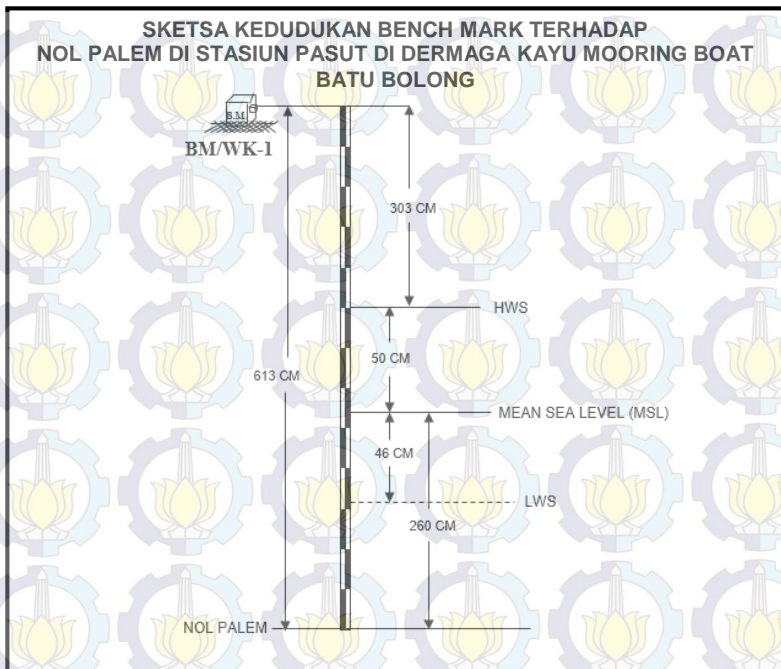 SKETSA KEDUDUKAN BENCH MARK TERHADAP
NOL PALEM DI STASIUN PASUT DI DERMAGA KAYU MOORING BOAT
BATU BOLONG
B.M.
BM/WK-1
303 CM
HWS
50 CM
613 CM
MEAN SEA LEVEL (MSL)
46 CM
LWS
260 CM
NOL PALEM